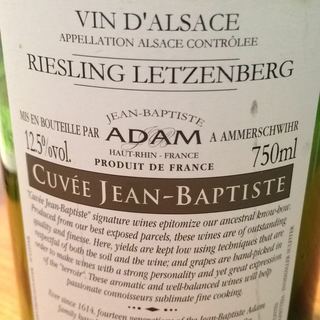 VIN D'ALSACE
APPELLATION ALSACE CONTRÔLÉE
RIESLING LETZENBERG
JEAN-BAPTISTE
MIS EN BOUTEILLE PAR ADAM A AMMERSCHWIHR
12.5%vol. HAUT-RHIN - FRANCE 750ml
PRODUIT DE FRANCE
CUVÉE JEAN-BAPTISTE
"Cuvée Jean-Baptiste" signature wines epitomize our ancestral know-how.
Produced from our best exposed parcels, these wines are of outstanding
quality and finesse. Here, yields are kept low using techniques that are
respectful of both the soil and the wine; and grapes are hand-picked in
order to make wines with a strong personality and yet great expression
of the "terroir". These aromatic and well-balanced wines will help
passionate connoisseurs sublimate fine cooking.
Ever since 1614, fourteen generations of the Jean-Baptiste Adam
family have